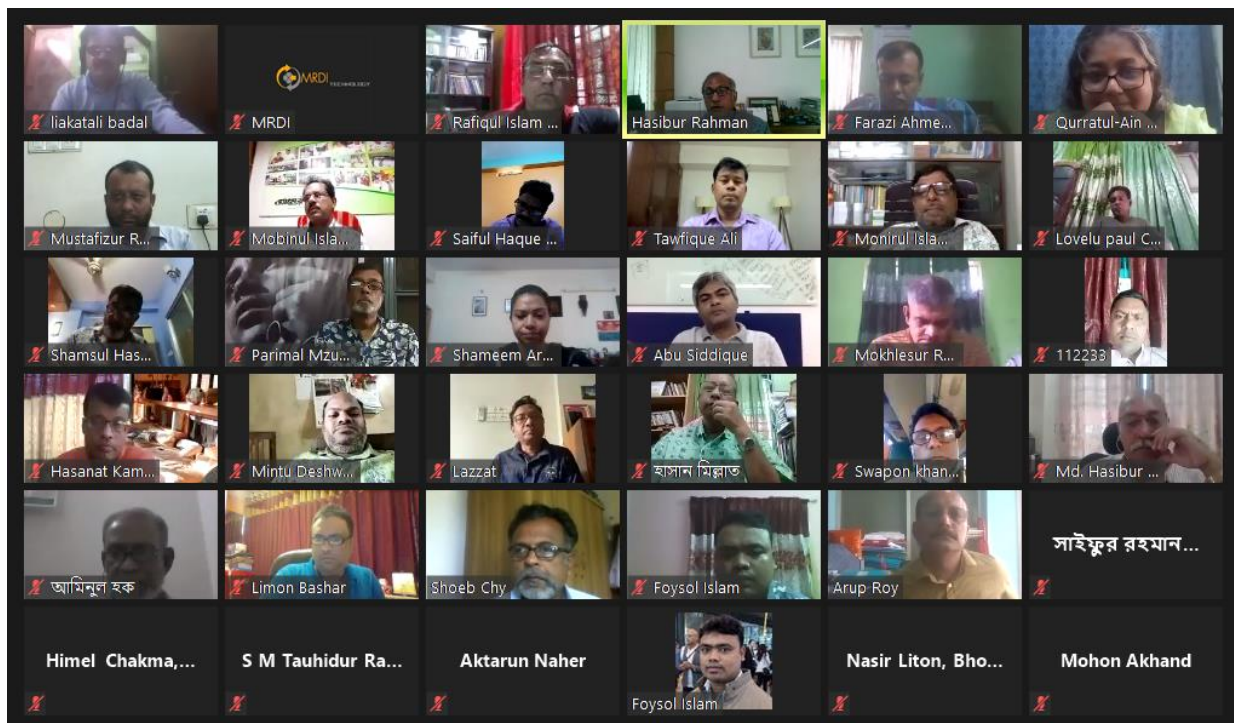 liakatali badal
MRDI
MRDI
Rafiqul Islam ...
Hasibur Rahman
Farazi Ahme...
Qurratul-Ain ...
Mustafizur R...
Mobinul Isla...
Saiful Haque ...
Tawfique Ali
Monirul Isla...
Lovelu paul C...
Shamsul Has...
Parimal Mzu...
Shameem Ar...
Abu Siddique
Mokhlesur R...
112233
Hasanat Kam...
Mintu Deshw...
Lazzat
হাসান মিল্লাত
Swapon khan...
Md. Hasibur ...
আমিনুল হক
Limon Bashar
Shoeb Chy
Foysol Islam
Arup Roy
সাইফুর রহমান...
Himel Chakma,...
S M Tauhidur Ra...
Aktarun Naher
Foysol Islam
Nasir Liton, Bho...
Mohon Akhand